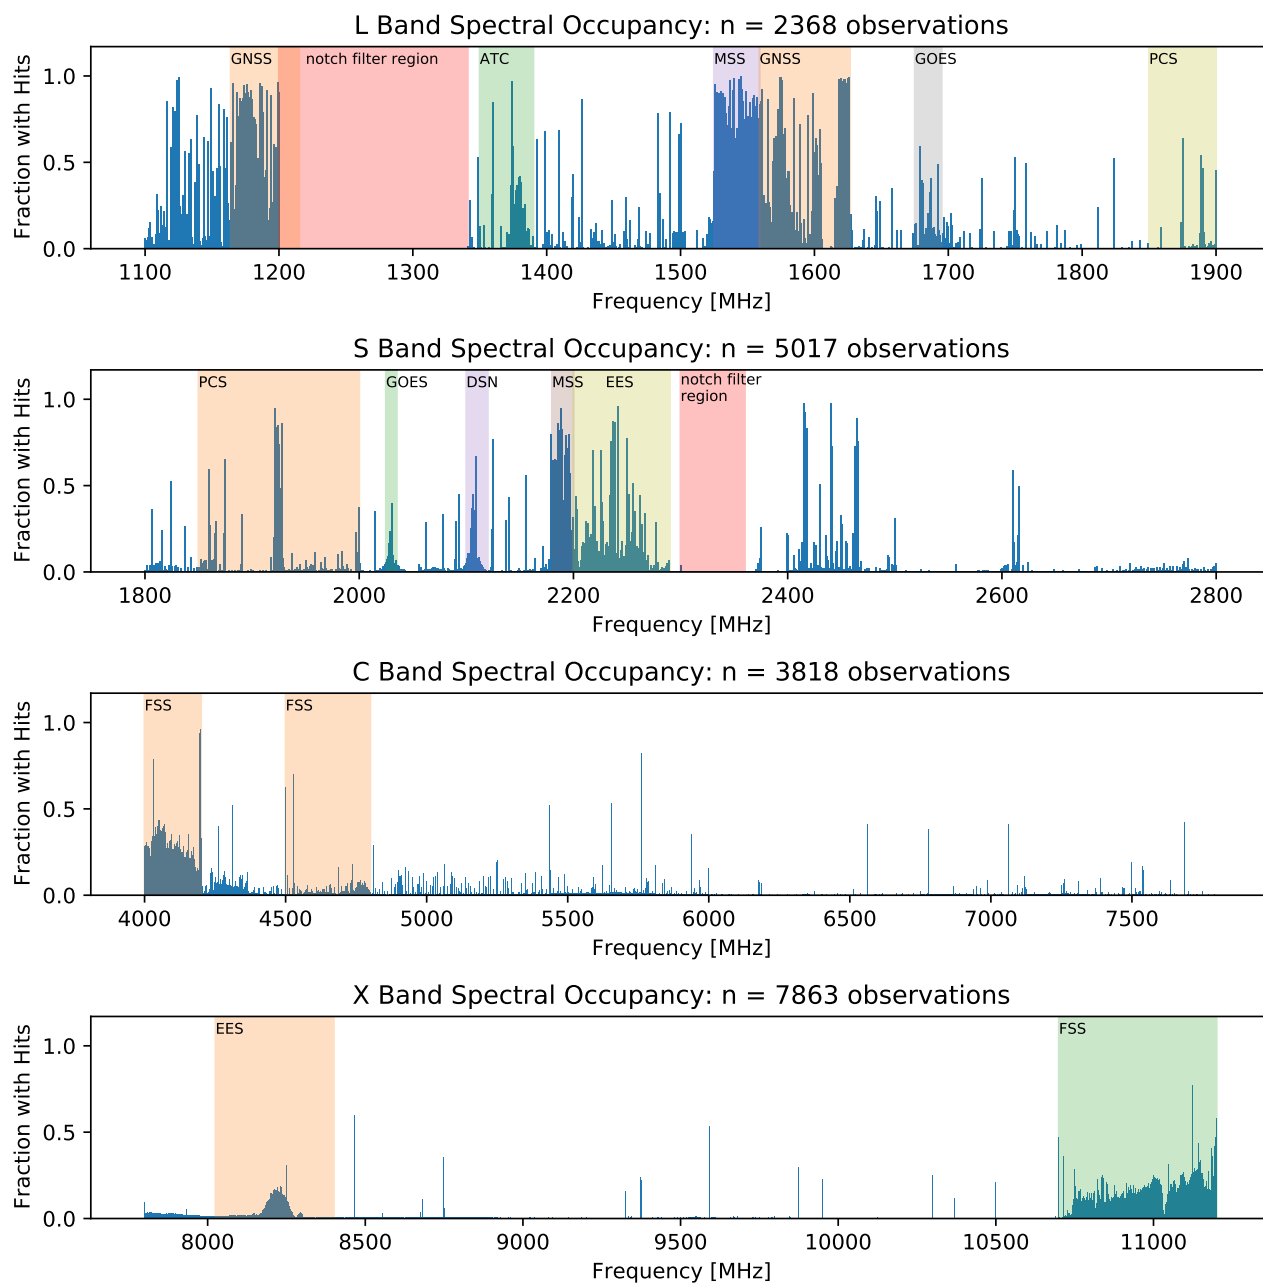 L Band Spectral Occupancy: n = 2368 observations
GNSS notch filter region ATC MSS GNSS GOES PCS
1.0
0.5
0.0
Fraction with Hits
1100 1200 1300 1400 1500 1600 1700 1800 1900
Frequency [MHz]
S Band Spectral Occupancy: n = 5017 observations
PCS GOES DSN MSS EES notch filter
region
1.0
0.5
0.0
Fraction with Hits
1800 2000 2200 2400 2600 2800
Frequency [MHz]
C Band Spectral Occupancy: n = 3818 observations
FSS FSS
1.0
0.5
0.0
Fraction with Hits
4000 4500 5000 5500 6000 6500 7000 7500
Frequency [MHz]
X Band Spectral Occupancy: n = 7863 observations
EES FSS
1.0
0.5
0.0
Fraction with Hits
8000 8500 9000 9500 10000 10500 11000
Frequency [MHz]